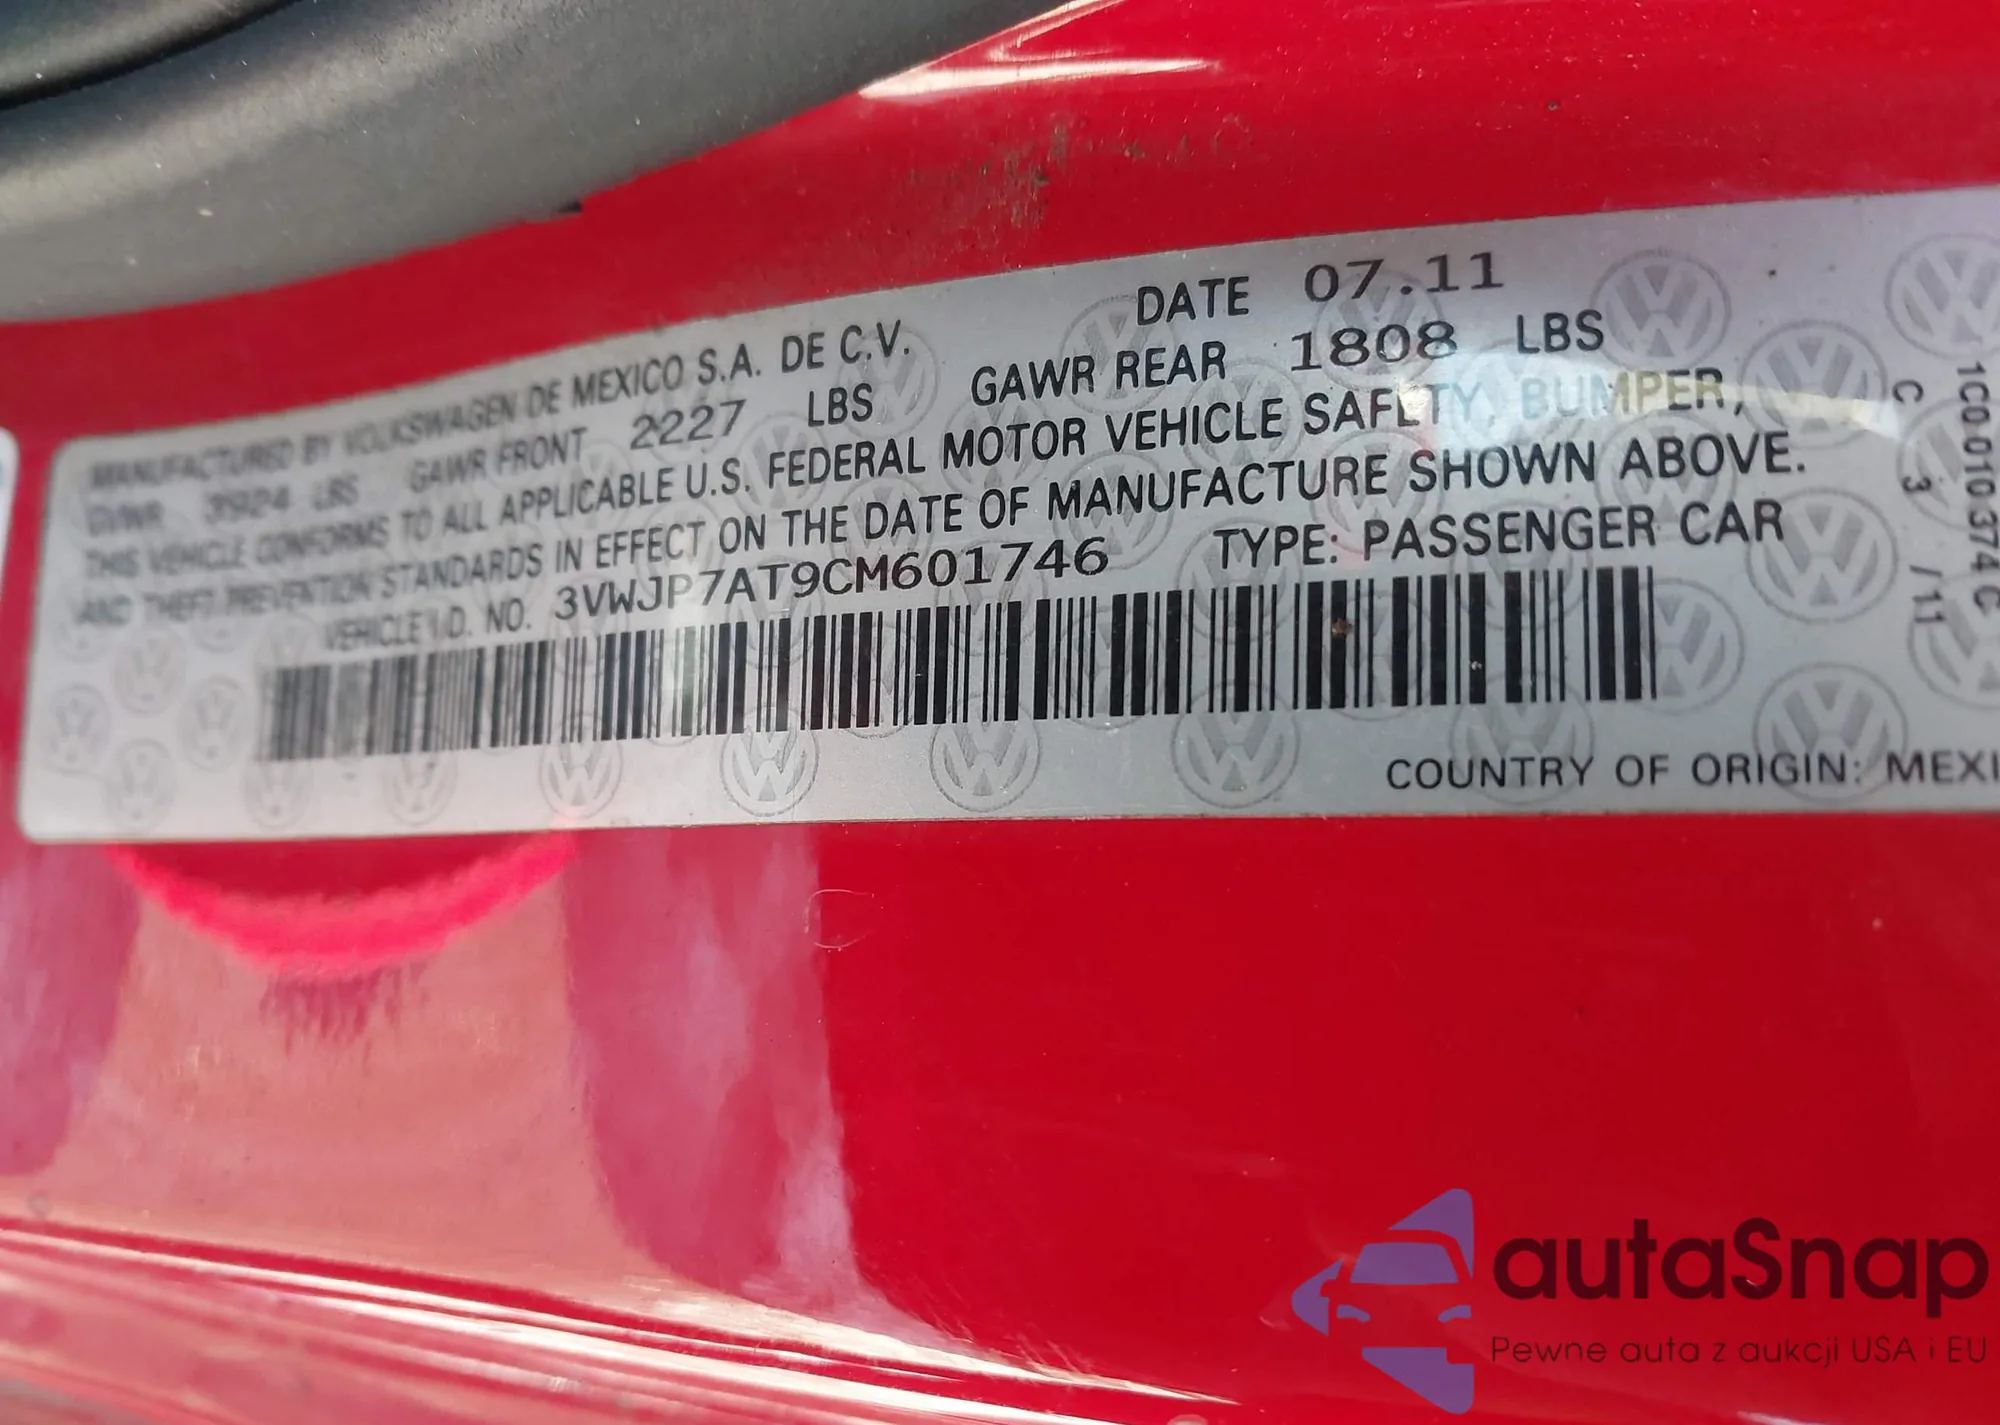 MANUFACTURED BY VOLKSWAGEN DE MEXICO S.A. DE C.V. DATE 07.11
GVWR 3924 LBS GAWR FRONT 2227 LBS GAWR REAR 1808 LBS
THIS VEHICLE CONFORMS TO ALL APPLICABLE U.S. FEDERAL MOTOR VEHICLE SAFETY, BUMPER,
AND THEFT PREVENTION STANDARDS IN EFFECT ON THE DATE OF MANUFACTURE SHOWN ABOVE.
VEHICLE I.D. NO. 3VWJP7AT9CM601746 TYPE: PASSENGER CAR
COUNTRY OF ORIGIN: MEXI
1C0.010.374 C
C 3 /11
autaSnap
Pewne auta z aukcji USA i EU